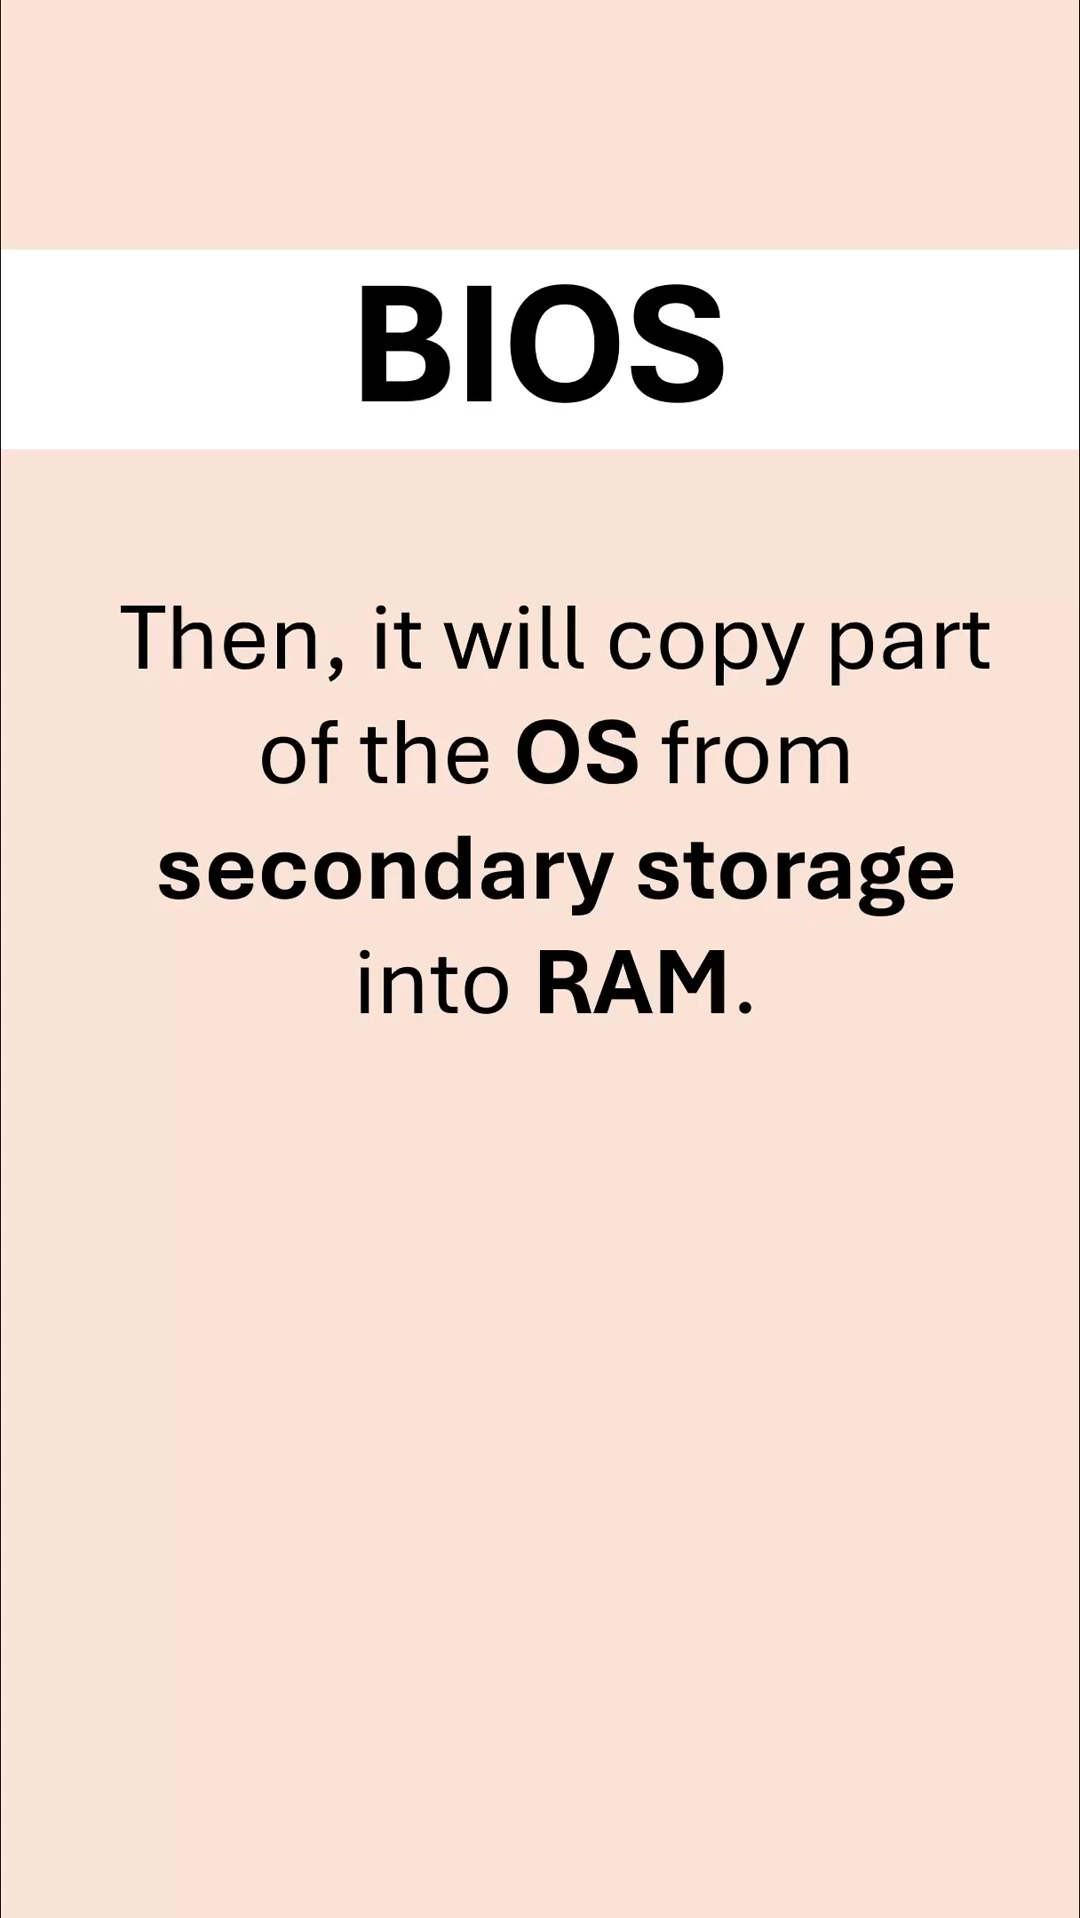 BIOS
Then, it will copy part
of the OS from
secondary storage
into RAM.